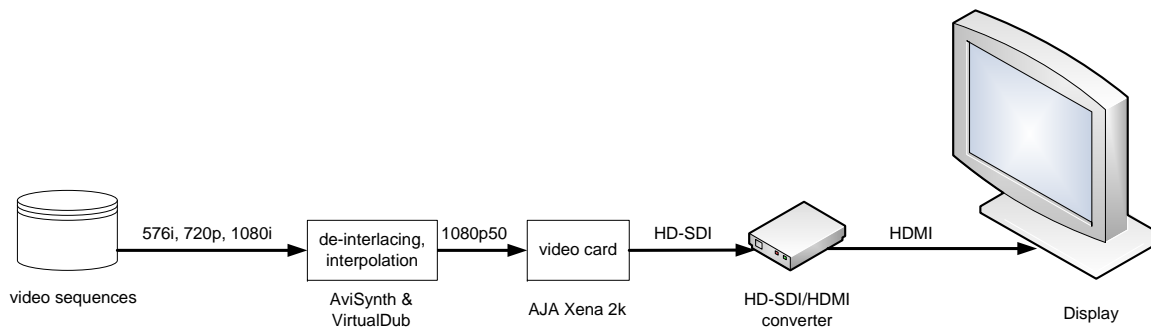 576i, 720p, 1080i
de-interlacing,
interpolation
1080p50
video card
HD-SDI
HDMI
video sequences
AviSynth &
VirtualDub
AJA Xena 2k
HD-SDI/HDMI
converter
Display